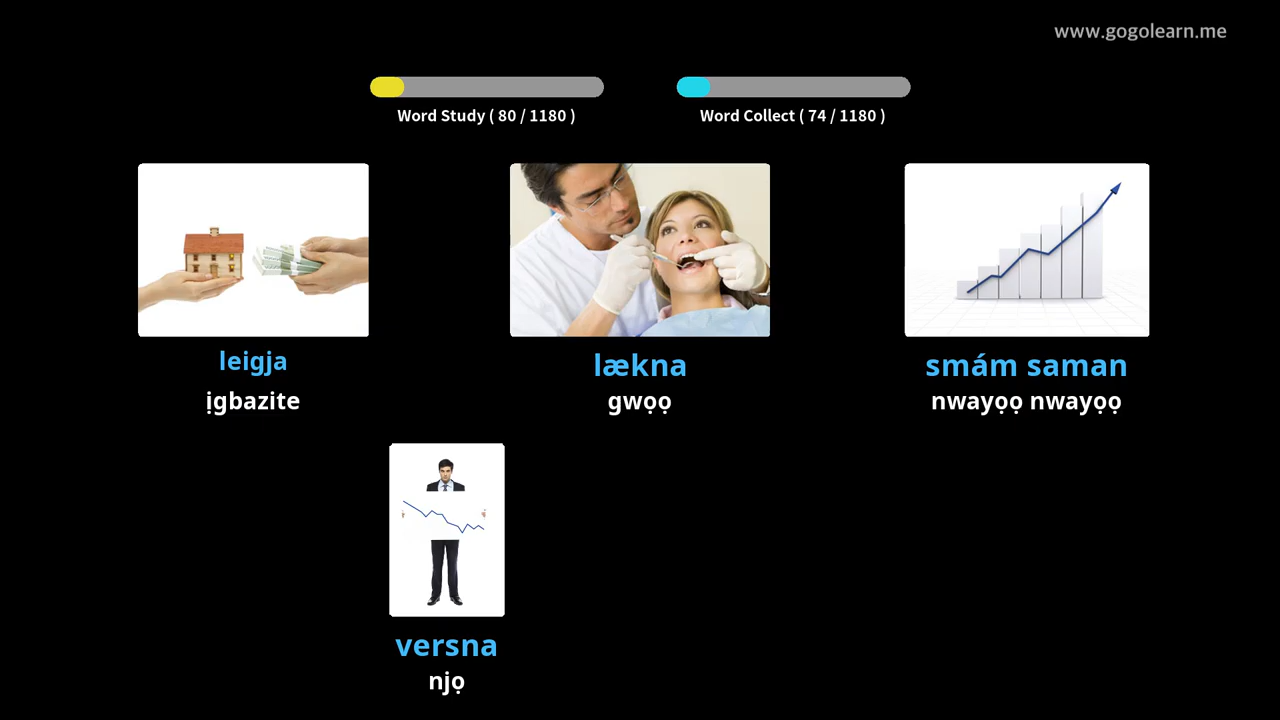 www.gogolearn.me
Word Study ( 80 / 1180 )
Word Collect ( 74 / 1180 )
leigja
ịgbazite
lækna
gwọọ
smám saman
nwayọọ nwayọọ
versna
njọ